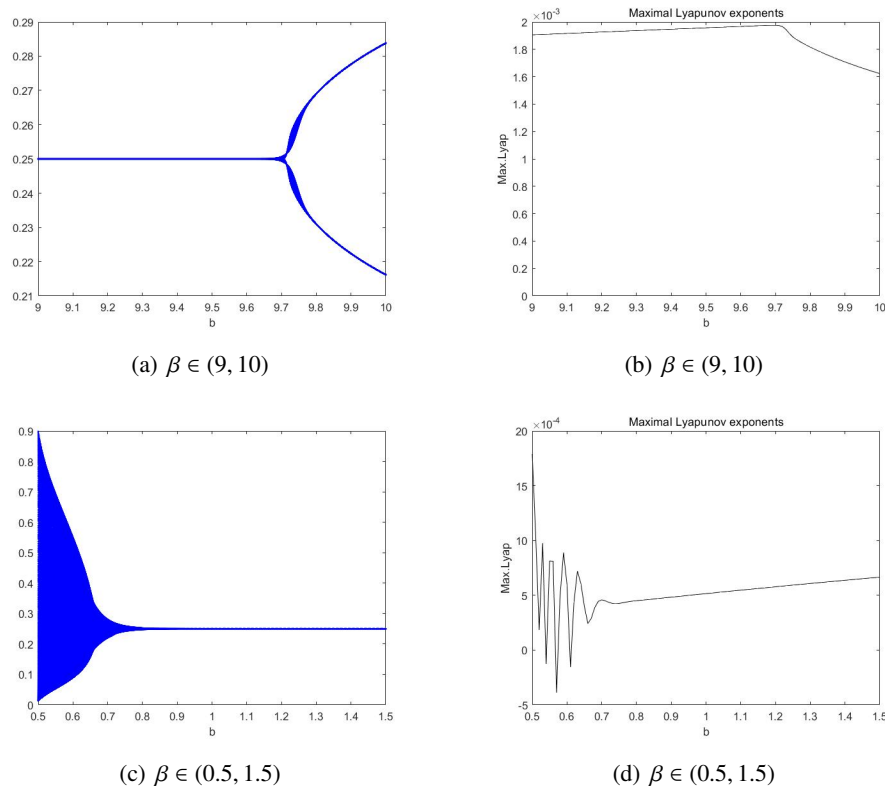 0.29
0.28
0.27
0.26
0.25
0.24
0.23
0.22
0.21
9 9.1 9.2 9.3 9.4 9.5 9.6 9.7 9.8 9.9 10
b
(a) β ∈ (9, 10)
Maximal Lyapunov exponents
×10⁻³
2
1.8
1.6
1.4
1.2
1
0.8
0.6
0.4
0.2
0
Max.Lyap
9 9.1 9.2 9.3 9.4 9.5 9.6 9.7 9.8 9.9 10
b
(b) β ∈ (9, 10)
0.9
0.8
0.7
0.6
0.5
0.4
0.3
0.2
0.1
0
0.5 0.6 0.7 0.8 0.9 1 1.1 1.2 1.3 1.4 1.5
b
(c) β ∈ (0.5, 1.5)
Maximal Lyapunov exponents
×10⁻⁴
20
15
10
5
0
-5
Max.Lyap
0.5 0.6 0.7 0.8 0.9 1 1.1 1.2 1.3 1.4 1.5
b
(d) β ∈ (0.5, 1.5)